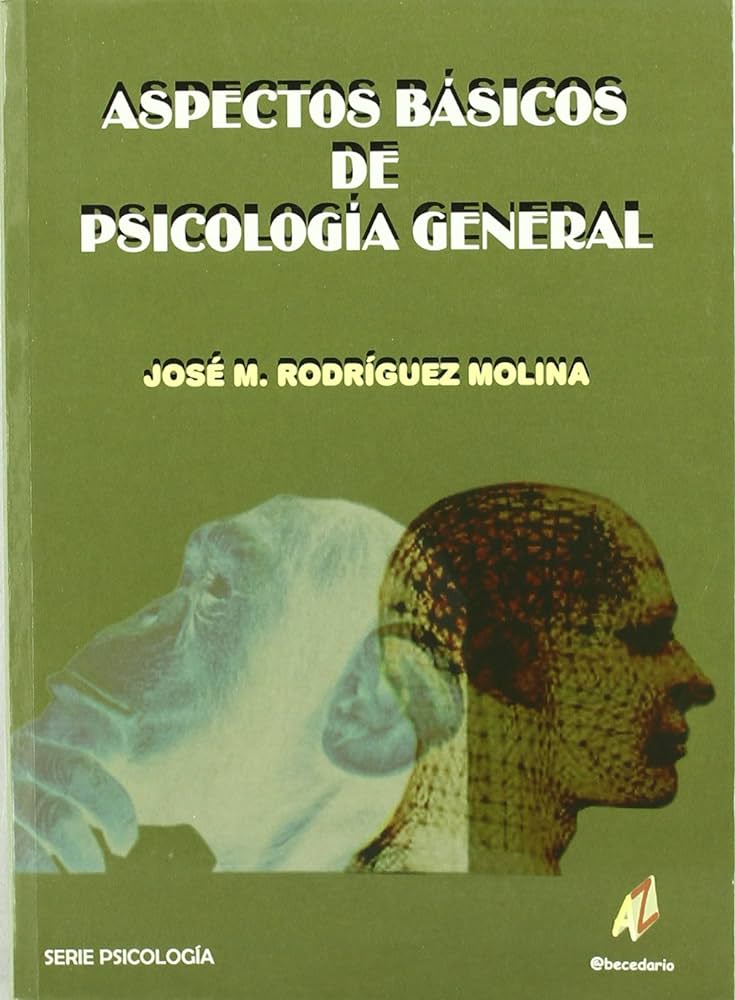 ASPECTOS BÁSICOS
DE
PSICOLOGÍA GENERAL
JOSÉ M. RODRÍGUEZ MOLINA
AZ
SERIE PSICOLOGÍA
@becedario